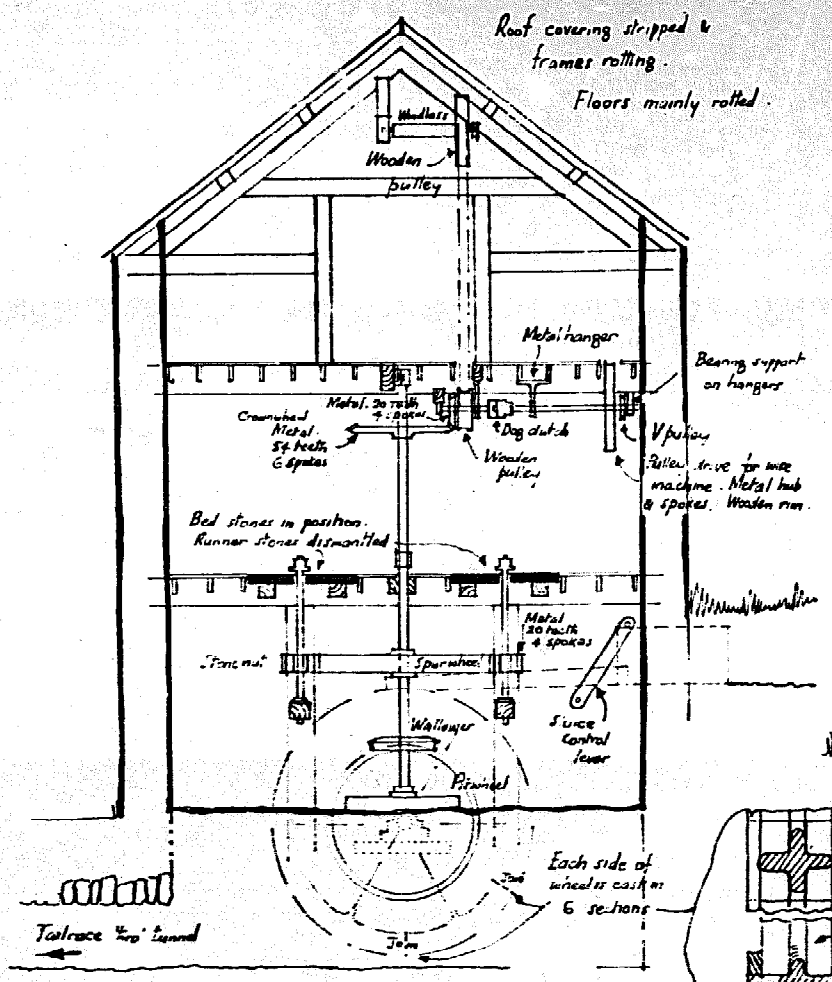 Roof covering stripped &
frames rotting.
Floors mainly rotted.
Windlass
Wooden
pulley
Metal hanger
Bearing support
on hangers
Metal. 20 teeth
4 spokes
Crownwheel
Metal.
54 teeth
6 spokes
Dog clutch
V pulley
Wooden
pulley
Pulley drive for wire
machine. Metal hub
& spokes. Wooden rim.
Bed stones in position.
Runner stones dismantled
Metal
20 teeth
4 spokes
Stone nut
Spurwheel
Wallower
Sluice
control
lever
Pitwheel
Each side of
wheel is cast in
6 sections
Join
Join
Tailrace tunnel